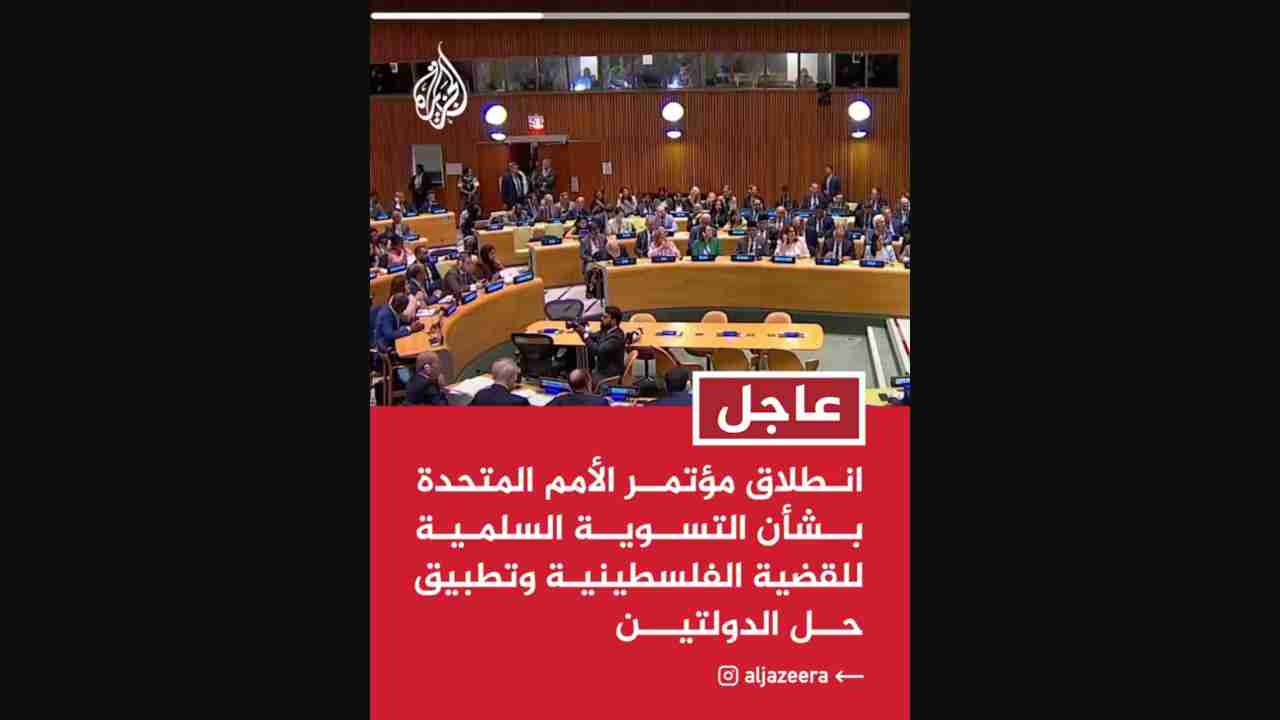 الجزيرة
عاجل
انطلاق مؤتمر الأمم المتحدة
بشأن التسوية السلمية
للقضية الفلسطينية وتطبيق
حل الدولتين
aljazeera